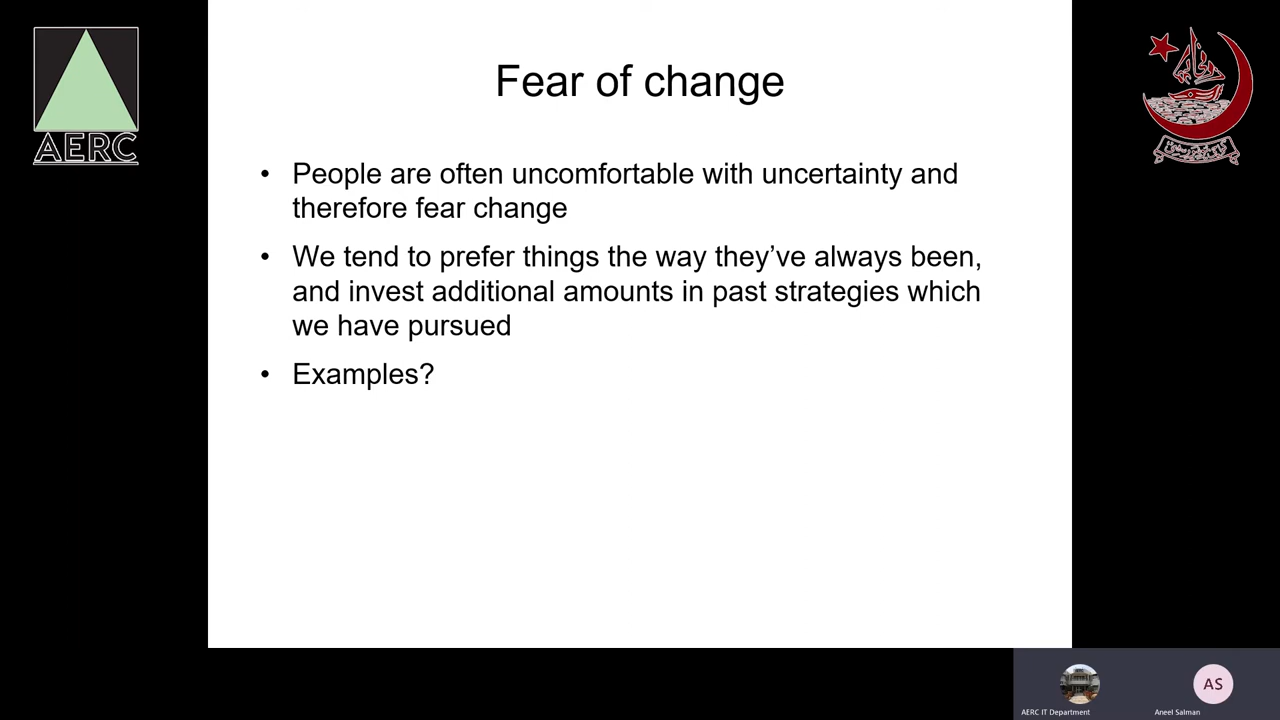 Fear of change
• People are often uncomfortable with uncertainty and
therefore fear change
• We tend to prefer things the way they’ve always been,
and invest additional amounts in past strategies which
we have pursued
• Examples?
AERC
AS
AERC IT Department
Aneel Salman